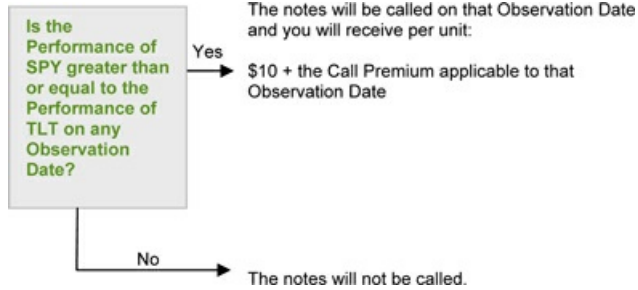 Is the
Performance of
SPY greater than
or equal to the
Performance of
TLT on any
Observation
Date?
Yes
The notes will be called on that Observation Date
and you will receive per unit:
$10 + the Call Premium applicable to that
Observation Date
No
The notes will not be called.